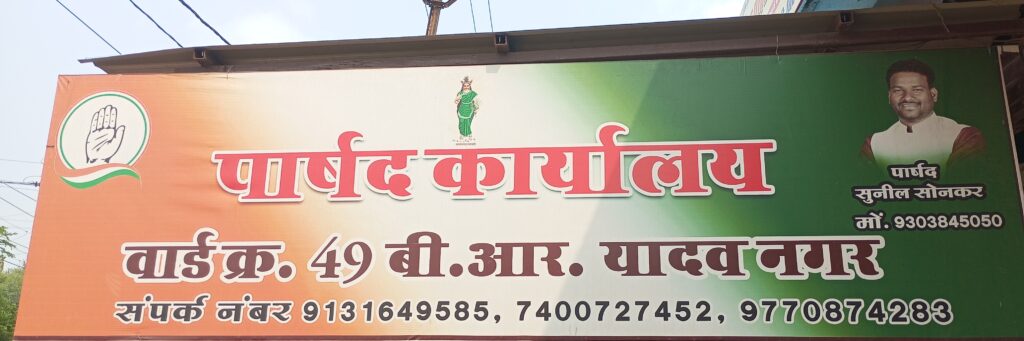 पार्षद कार्यालय
पार्षद
सुनील सोनकर
मों. 9303845050
वार्ड क्र. 49 बी.आर. यादव नगर
संपर्क नंबर 9131649585, 7400727452, 9770874283